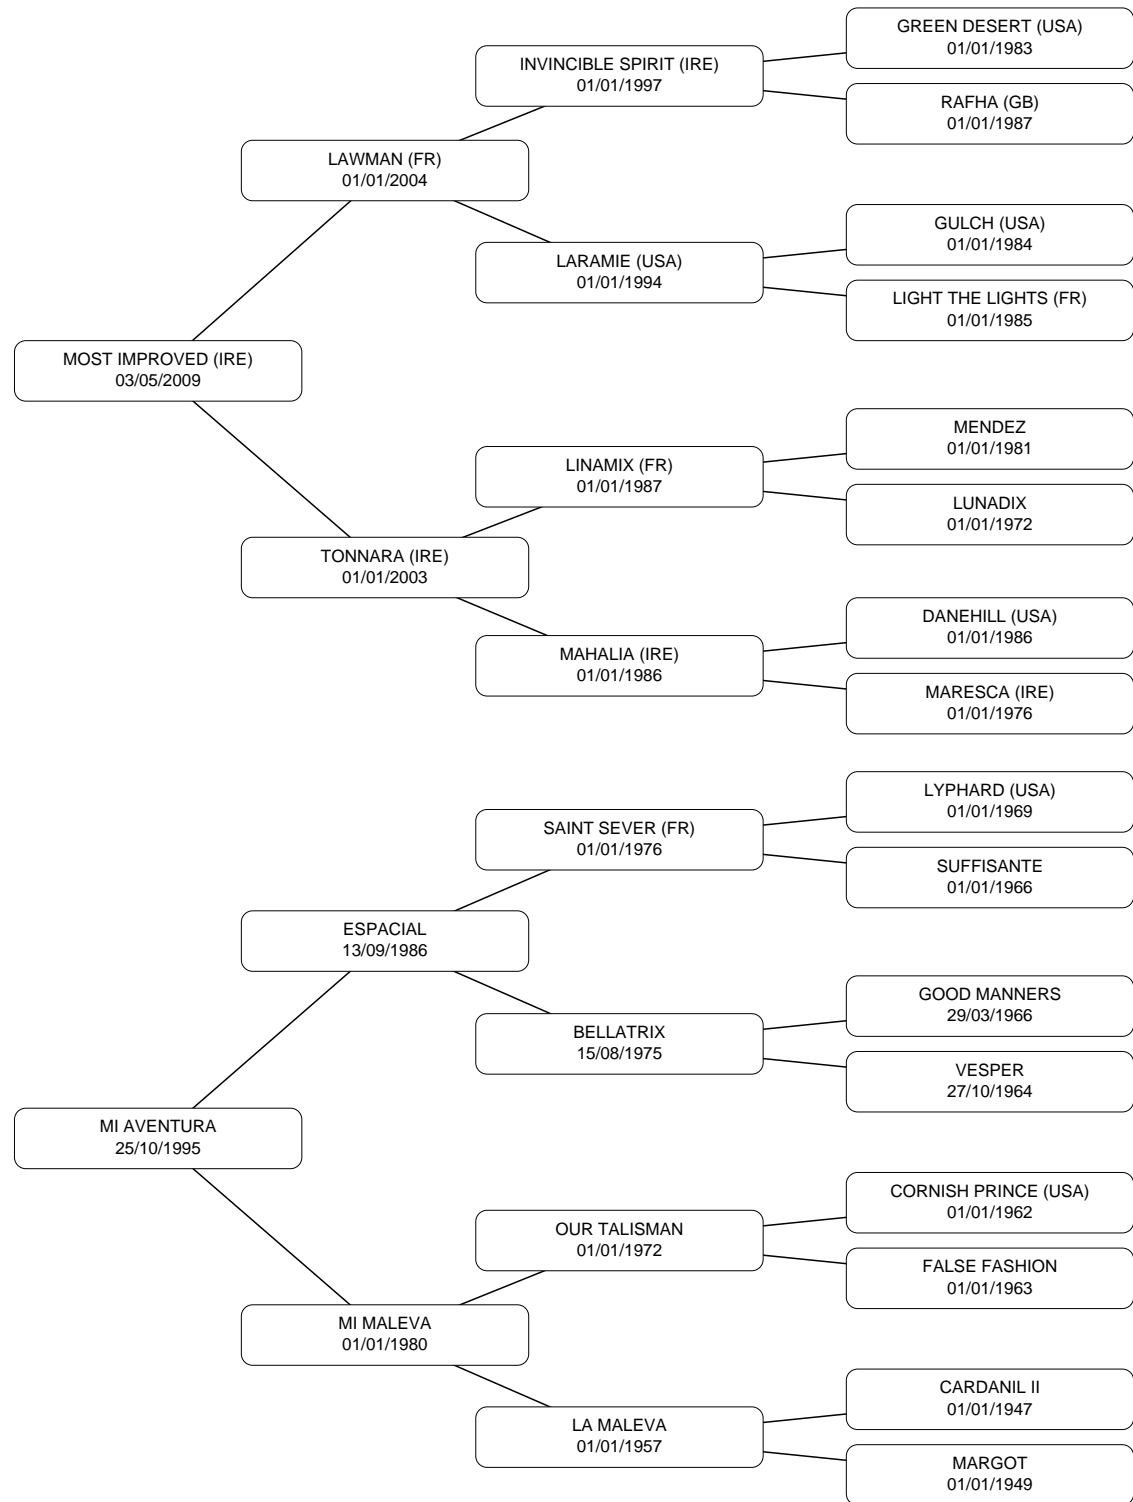 GREEN DESERT (USA)
01/01/1983
INVINCIBLE SPIRIT (IRE)
01/01/1997
RAFHA (GB)
01/01/1987
LAWMAN (FR)
01/01/2004
GULCH (USA)
01/01/1984
LARAMIE (USA)
01/01/1994
LIGHT THE LIGHTS (FR)
01/01/1985
MOST IMPROVED (IRE)
03/05/2009
MENDEZ
01/01/1981
LINAMIX (FR)
01/01/1987
LUNADIX
01/01/1972
TONNARA (IRE)
01/01/2003
DANEHILL (USA)
01/01/1986
MAHALIA (IRE)
01/01/1986
MARESCA (IRE)
01/01/1976
LYPHARD (USA)
01/01/1969
SAINT SEVER (FR)
01/01/1976
SUFFISANTE
01/01/1966
ESPACIAL
13/09/1986
GOOD MANNERS
29/03/1966
BELLATRIX
15/08/1975
VESPER
27/10/1964
MI AVENTURA
25/10/1995
CORNISH PRINCE (USA)
01/01/1962
OUR TALISMAN
01/01/1972
FALSE FASHION
01/01/1963
MI MALEVA
01/01/1980
CARDANIL II
01/01/1947
LA MALEVA
01/01/1957
MARGOT
01/01/1949